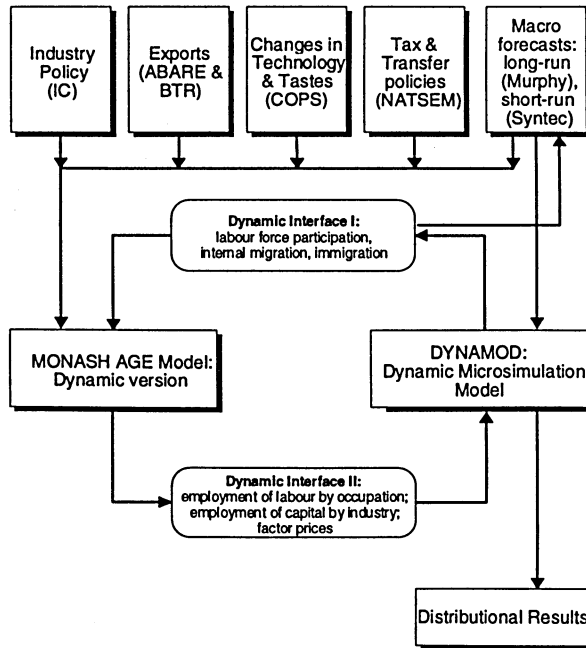 Industry
Policy
(IC)
Exports
(ABARE &
BTR)
Changes in
Technology
& Tastes
(COPS)
Tax &
Transfer
policies
(NATSEM)
Macro
forecasts:
long-run
(Murphy),
short-run
(Syntec)
Dynamic Interface I:
labour force participation,
internal migration, immigration
MONASH AGE Model:
Dynamic version
DYNAMOD:
Dynamic Microsimulation
Model
Dynamic Interface II:
employment of labour by occupation;
employment of capital by industry;
factor prices
Distributional Results